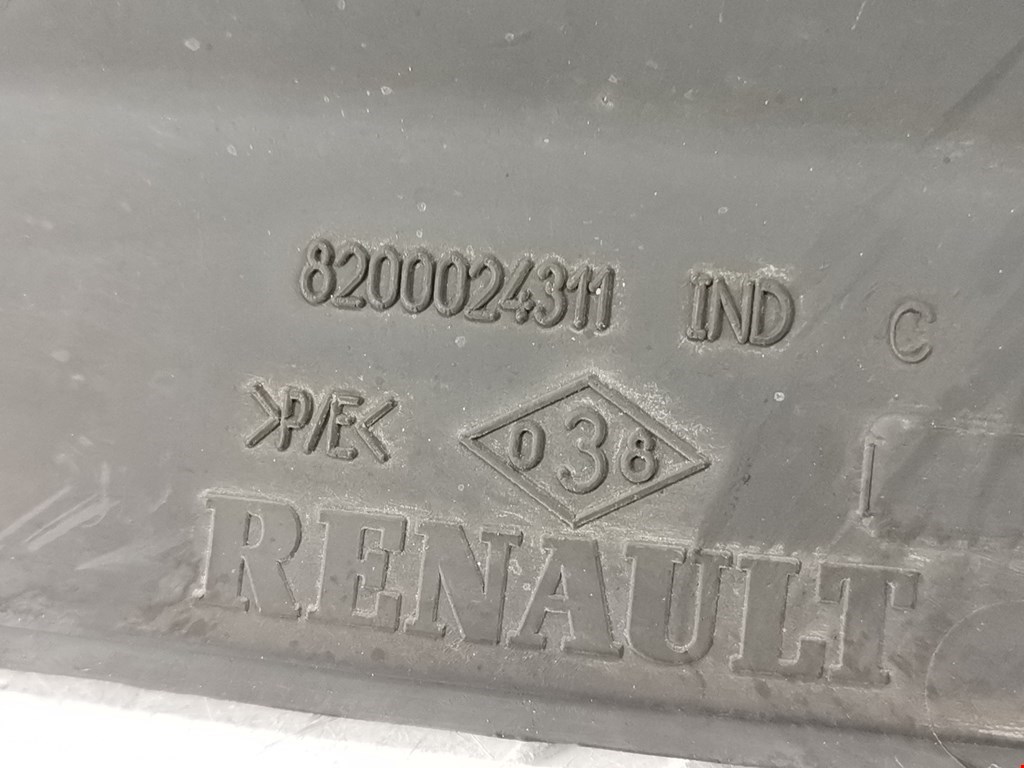 8200024311 IND C
>P/E<
038
RENAULT